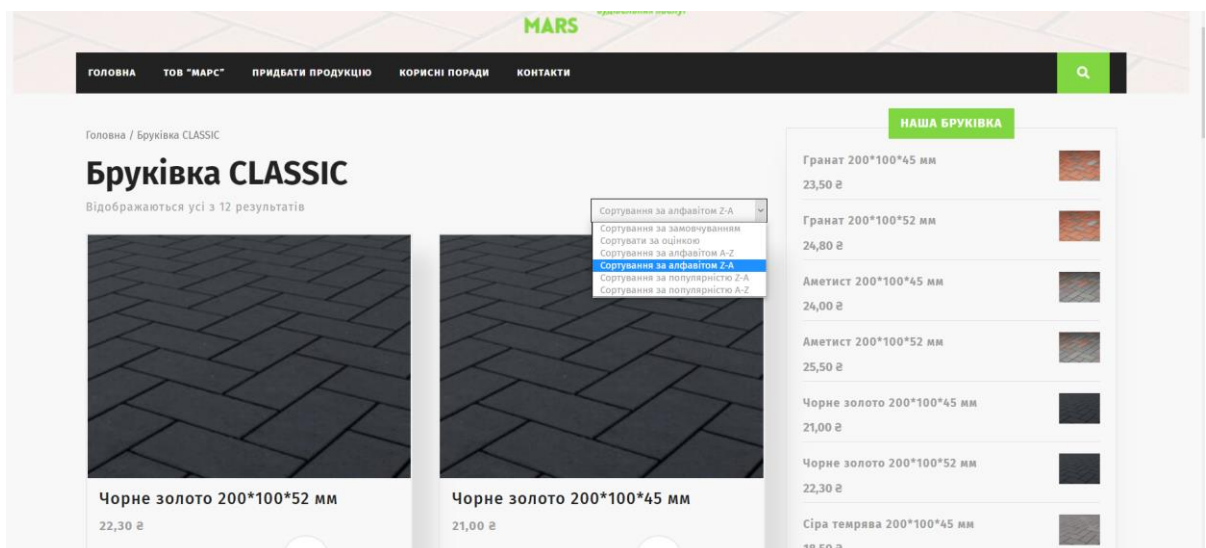 MARS
ГОЛОВНА ТОВ "МАРС" ПРИДБАТИ ПРОДУКЦІЮ КОРИСНІ ПОРАДИ КОНТАКТИ
Головна / Бруківка CLASSIC
Бруківка CLASSIC
Відображаються усі з 12 результатів
Сортування за алфавітом Z-A
Сортування за замовчуванням
Сортувати за оцінкою
Сортування за алфавітом A-Z
Сортування за алфавітом Z-A
Сортування за популярністю Z-A
Сортування за популярністю A-Z
Чорне золото 200*100*52 мм
22,30 ₴
Чорне золото 200*100*45 мм
21,00 ₴
НАША БРУКІВКА
Гранат 200*100*45 мм
23,50 ₴
Гранат 200*100*52 мм
24,80 ₴
Аметист 200*100*45 мм
24,00 ₴
Аметист 200*100*52 мм
25,50 ₴
Чорне золото 200*100*45 мм
21,00 ₴
Чорне золото 200*100*52 мм
22,30 ₴
Сіра темрява 200*100*45 мм
18,50 ₴